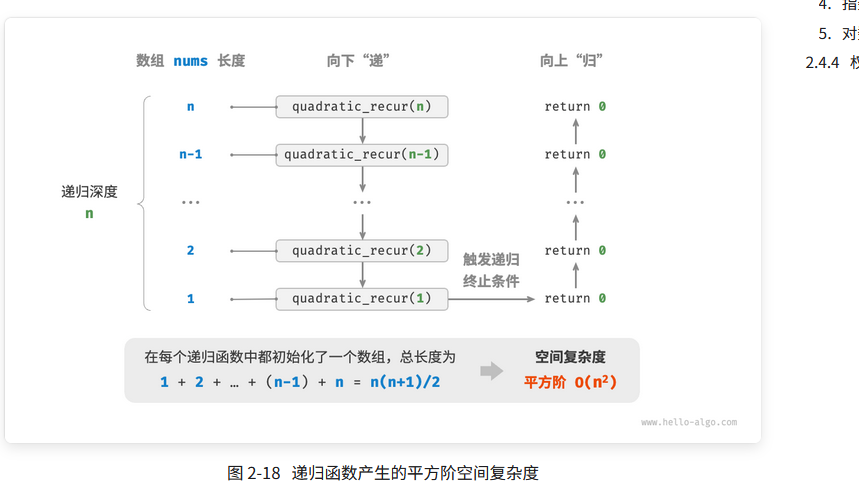 数组 nums 长度
向下“递”
向上“归”
n
quadratic_recur(n)
return 0
n-1
quadratic_recur(n-1)
return 0
...
...
...
递归深度
n
2
quadratic_recur(2)
return 0
触发递归
终止条件
1
quadratic_recur(1)
return 0
在每个递归函数中都初始化了一个数组，总长度为
1 + 2 + … + (n-1) + n = n(n+1)/2
空间复杂度
平方阶 O(n²)
www.hello-algo.com
图 2-18 递归函数产生的平方阶空间复杂度
4.
5. 对
2.4.4